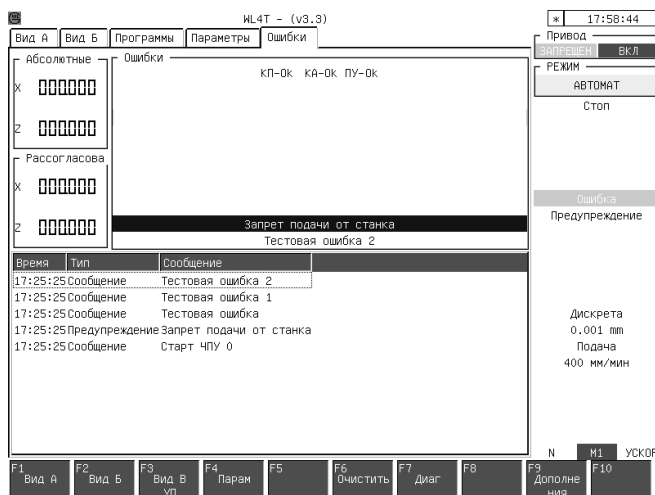 WL4T - (v3.3)
* 17:58:44
Вид А Вид Б Программы Параметры Ошибки
Привод
ЗАПРЕЩЕН ВКЛ
Абсолютные
Ошибки
РЕЖИМ
КП-Ok КА-Ok ПУ-Ok
АВТОМАТ
X 000.000
Стоп
Z 000.000
Рассогласова
X 000.000
Ошибка
Предупреждение
Z 000.000
Запрет подачи от станка
Тестовая ошибка 2
Время Тип Сообщение
17:25:25 Сообщение Тестовая ошибка 2
17:25:25 Сообщение Тестовая ошибка 1
17:25:25 Сообщение Тестовая ошибка
17:25:25 Предупреждение Запрет подачи от станка
17:25:25 Сообщение Старт ЧПУ 0
Дискрета
0.001 mm
Подача
400 мм/мин
N M1 УСКОР
F1 Вид А
F2 Вид Б
F3 Вид В
УП
F4 Парам
F5
F6 Очистить
F7 Диаг
F8
F9 Дополне
ния
F10